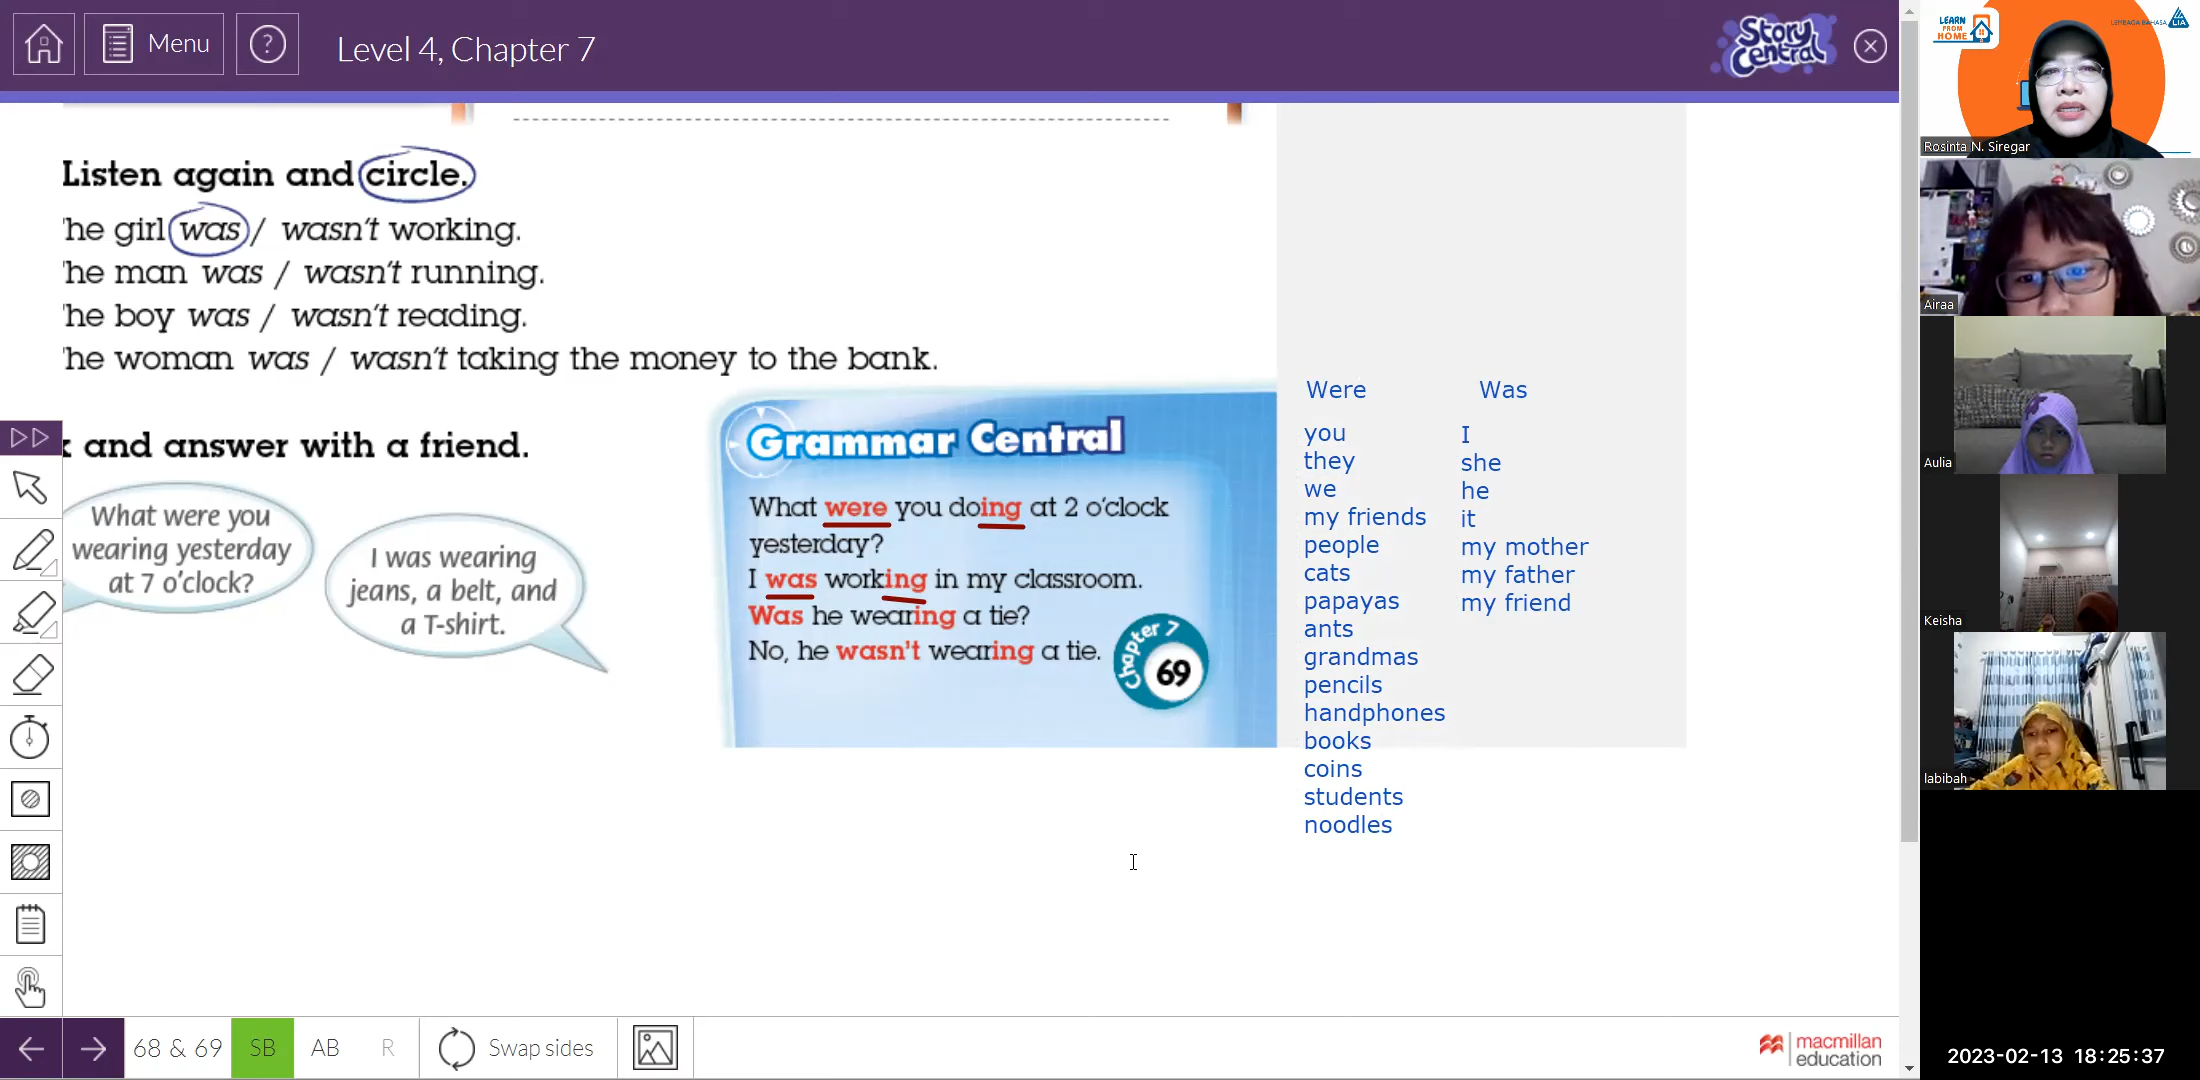 Menu
?
Level 4, Chapter 7
Story Central
Listen again and circle.
he girl was / wasn't working.
he man was / wasn't running.
he boy was / wasn't reading.
he woman was / wasn't taking the money to the bank.
k and answer with a friend.
What were you
wearing yesterday
at 7 o'clock?
I was wearing
jeans, a belt, and
a T-shirt.
Grammar Central
What were you doing at 2 o'clock
yesterday?
I was working in my classroom.
Was he wearing a tie?
No, he wasn't wearing a tie.
Chapter 7
69
Were
you
they
we
my friends
people
cats
papayas
ants
grandmas
pencils
handphones
books
coins
students
noodles
Was
I
she
he
it
my mother
my father
my friend
68 & 69
SB
AB
R
Swap sides
macmillan
education
LEARN
FROM
HOME
LEMBAGA BAHASA LIA
Rosinta N. Siregar
Airaa
Aulia
Keisha
labibah
2023-02-13 18:25:37